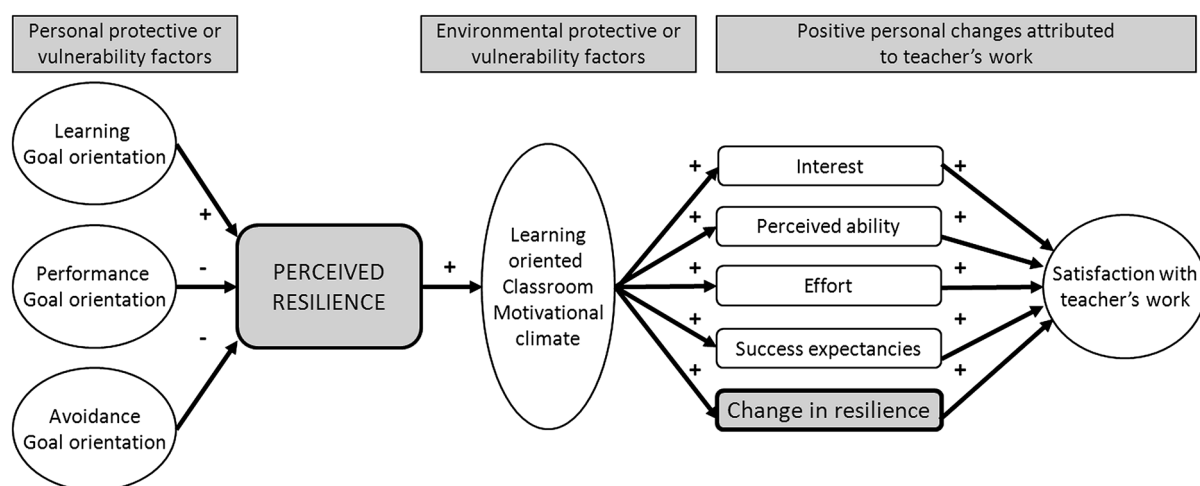 Personal protective or
vulnerability factors
Environmental protective or
vulnerability factors
Positive personal changes attributed
to teacher’s work
Learning
Goal orientation
+
Performance
Goal orientation
-
Avoidance
Goal orientation
-
PERCEIVED
RESILIENCE
+
Learning
oriented
Classroom
Motivational
climate
+
Interest
+
+
Perceived ability
+
+
Effort
+
+
Success expectancies
+
+
Change in resilience
+
Satisfaction with
teacher’s work